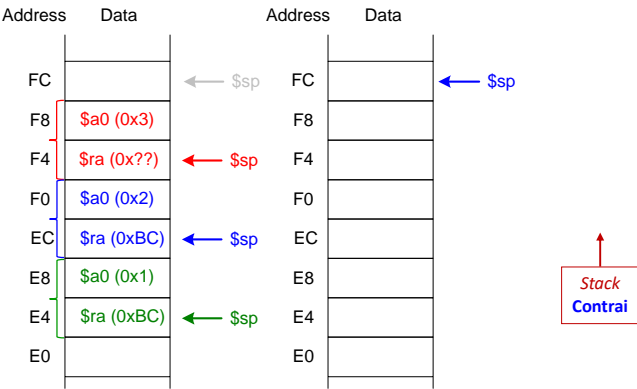 Address Data Address Data
FC $sp FC $sp
F8 $a0 (0x3) F8
F4 $ra (0x??) $sp F4
F0 $a0 (0x2) F0
EC $ra (0xBC) $sp EC
E8 $a0 (0x1) E8
E4 $ra (0xBC) $sp E4
E0 E0
Stack
Contrai